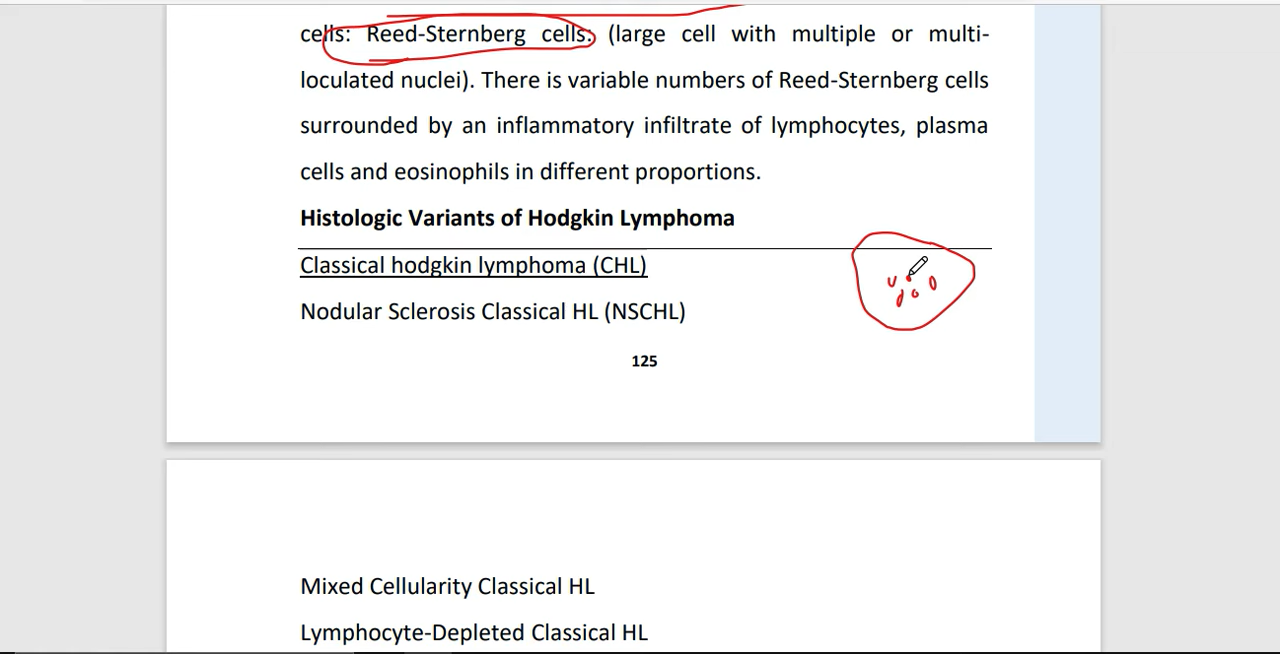 cells: Reed-Sternberg cells. (large cell with multiple or multi-
loculated nuclei). There is variable numbers of Reed-Sternberg cells
surrounded by an inflammatory infiltrate of lymphocytes, plasma
cells and eosinophils in different proportions.
Histologic Variants of Hodgkin Lymphoma
Classical hodgkin lymphoma (CHL)
Nodular Sclerosis Classical HL (NSCHL)
125
Mixed Cellularity Classical HL
Lymphocyte-Depleted Classical HL